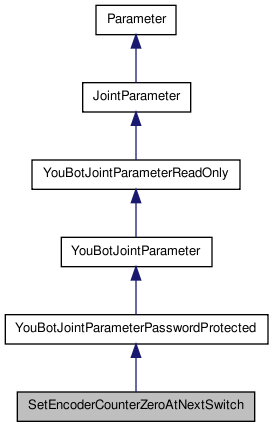 Parameter
JointParameter
YouBotJointParameterReadOnly
YouBotJointParameter
YouBotJointParameterPasswordProtected
SetEncoderCounterZeroAtNextSwitch